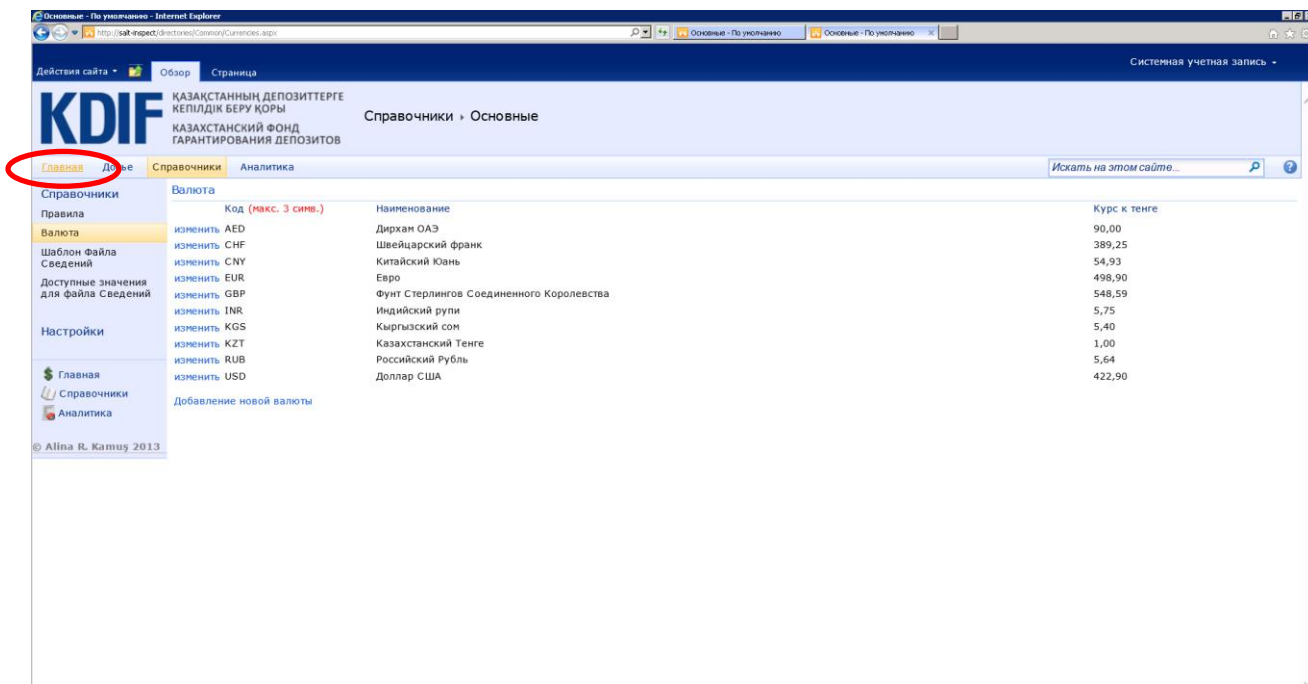 Основные - По умолчанию - Internet Explorer
http://salt-inspect/directories/Common/Currencies.aspx
Основные - По умолчанию
Основные - По умолчанию
Действия сайта
Обзор
Страница
Системная учетная запись
KDIF
ҚАЗАҚСТАННЫҢ ДЕПОЗИТТЕРГЕ
КЕПІЛДІК БЕРУ ҚОРЫ
КАЗАХСТАНСКИЙ ФОНД
ГАРАНТИРОВАНИЯ ДЕПОЗИТОВ
Справочники › Основные
Главная Досье Справочники Аналитика
Искать на этом сайте...
Справочники
Правила
Валюта
Шаблон Файла
Сведений
Доступные значения
для файла Сведений
Настройки
Главная
Справочники
Аналитика
© Alina R. Kamuş 2013
Валюта
Код (макс. 3 симв.) Наименование Курс к тенге
изменить AED Дирхам ОАЭ 90,00
изменить CHF Швейцарский франк 389,25
изменить CNY Китайский Юань 54,93
изменить EUR Евро 498,90
изменить GBP Фунт Стерлингов Соединенного Королевства 548,59
изменить INR Индийский рупи 5,75
изменить KGS Кыргызский сом 5,40
изменить KZT Казахстанский Тенге 1,00
изменить RUB Российский Рубль 5,64
изменить USD Доллар США 422,90
Добавление новой валюты